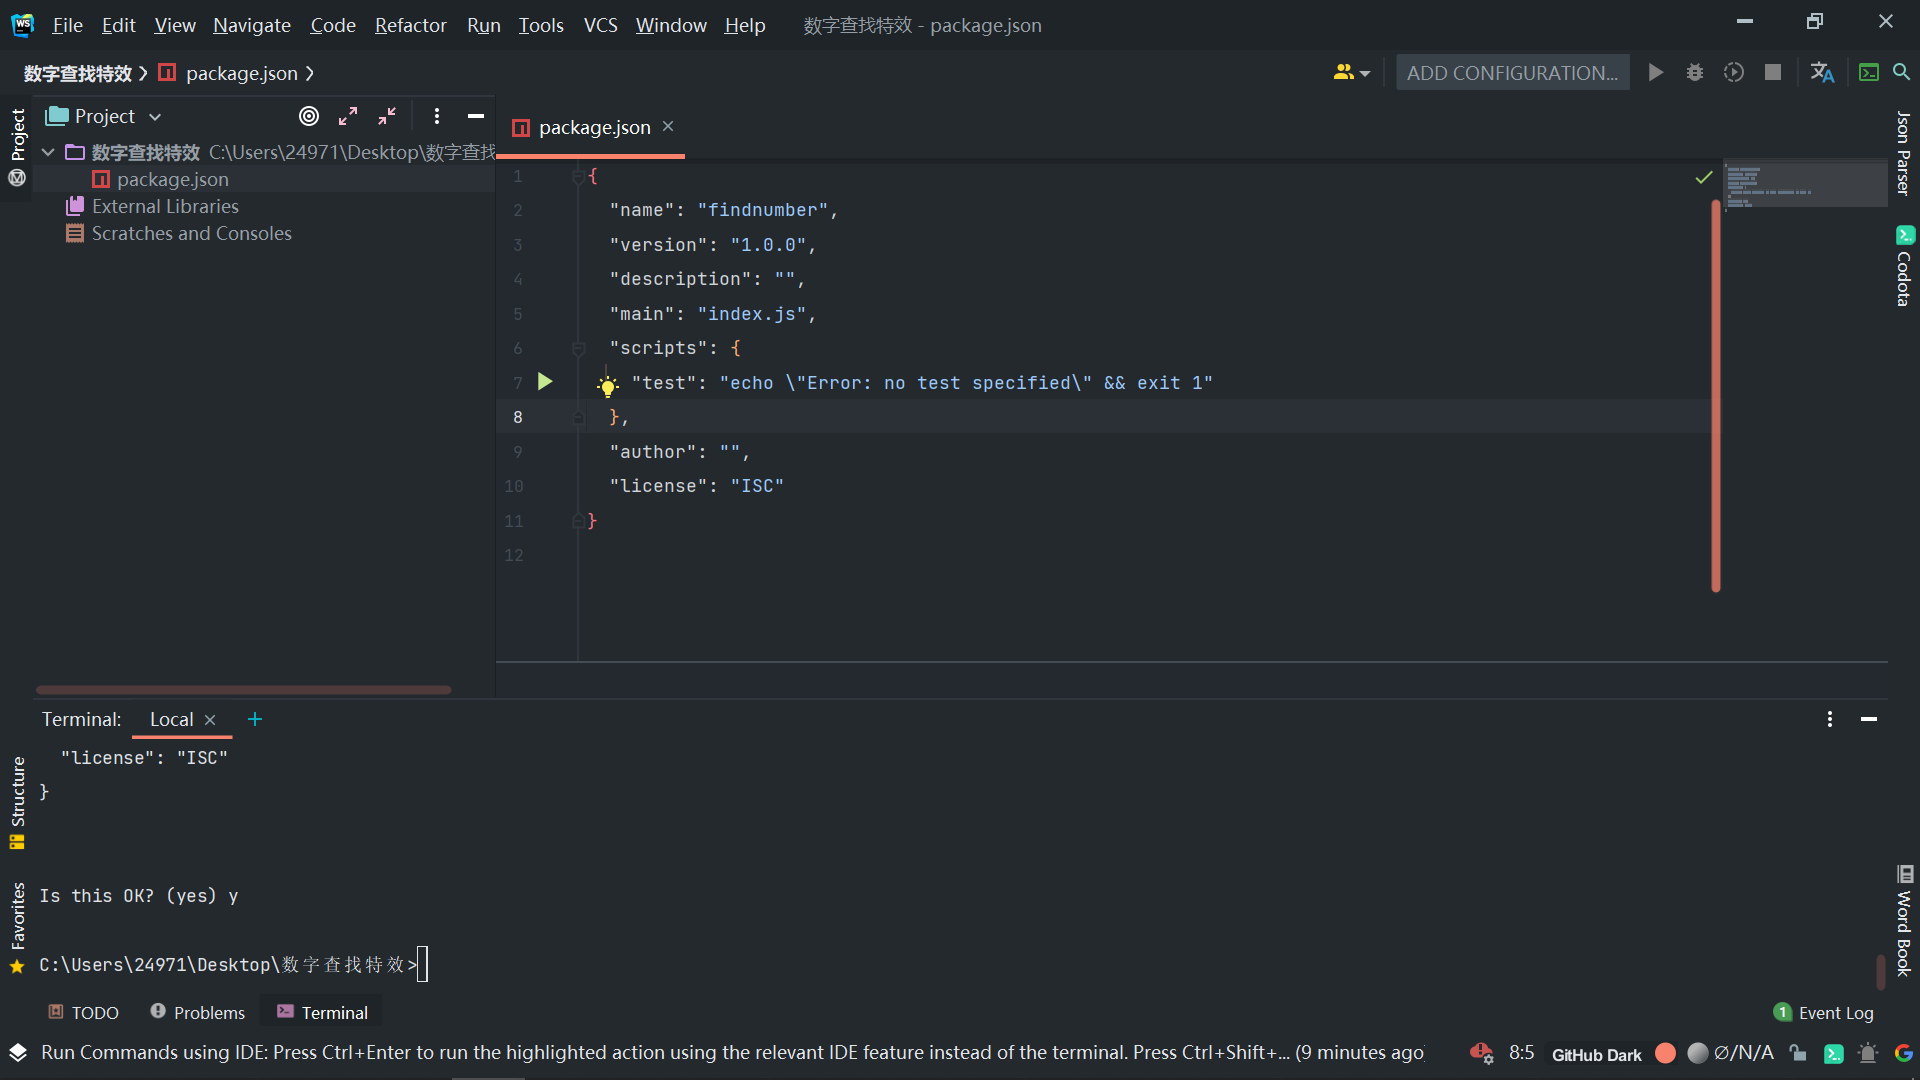 WS File Edit View Navigate Code Refactor Run Tools VCS Window Help 数字查找特效 - package.json
数字查找特效 package.json
ADD CONFIGURATION...
Project
Project
数字查找特效 C:\Users\24971\Desktop\数字查找
package.json
External Libraries
Scratches and Consoles
package.json
1 {
2 "name": "findnumber",
3 "version": "1.0.0",
4 "description": "",
5 "main": "index.js",
6 "scripts": {
7 "test": "echo \"Error: no test specified\" && exit 1"
8 },
9 "author": "",
10 "license": "ISC"
11 }
12
Json Parser
Codota
Word Book
Structure
Favorites
Terminal: Local
"license": "ISC"
}
Is this OK? (yes) y
C:\Users\24971\Desktop\数字查找特效>
TODO Problems Terminal
1 Event Log
Run Commands using IDE: Press Ctrl+Enter to run the highlighted action using the relevant IDE feature instead of the terminal. Press Ctrl+Shift+... (9 minutes ago
8:5 GitHub Dark ∅/N/A